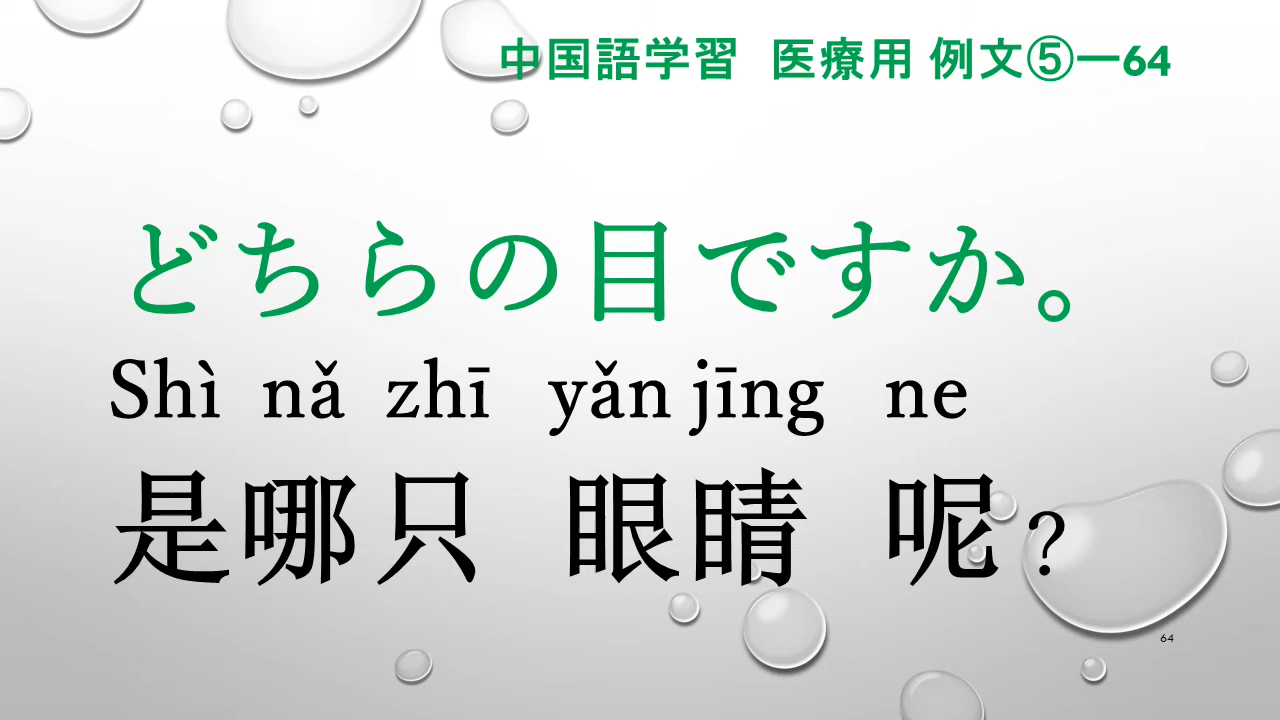 中国語学習 医療用 例文⑤ー64
どちらの目ですか。
Shì nǎ zhī yǎn jīng ne
是哪只 眼睛 呢？
64